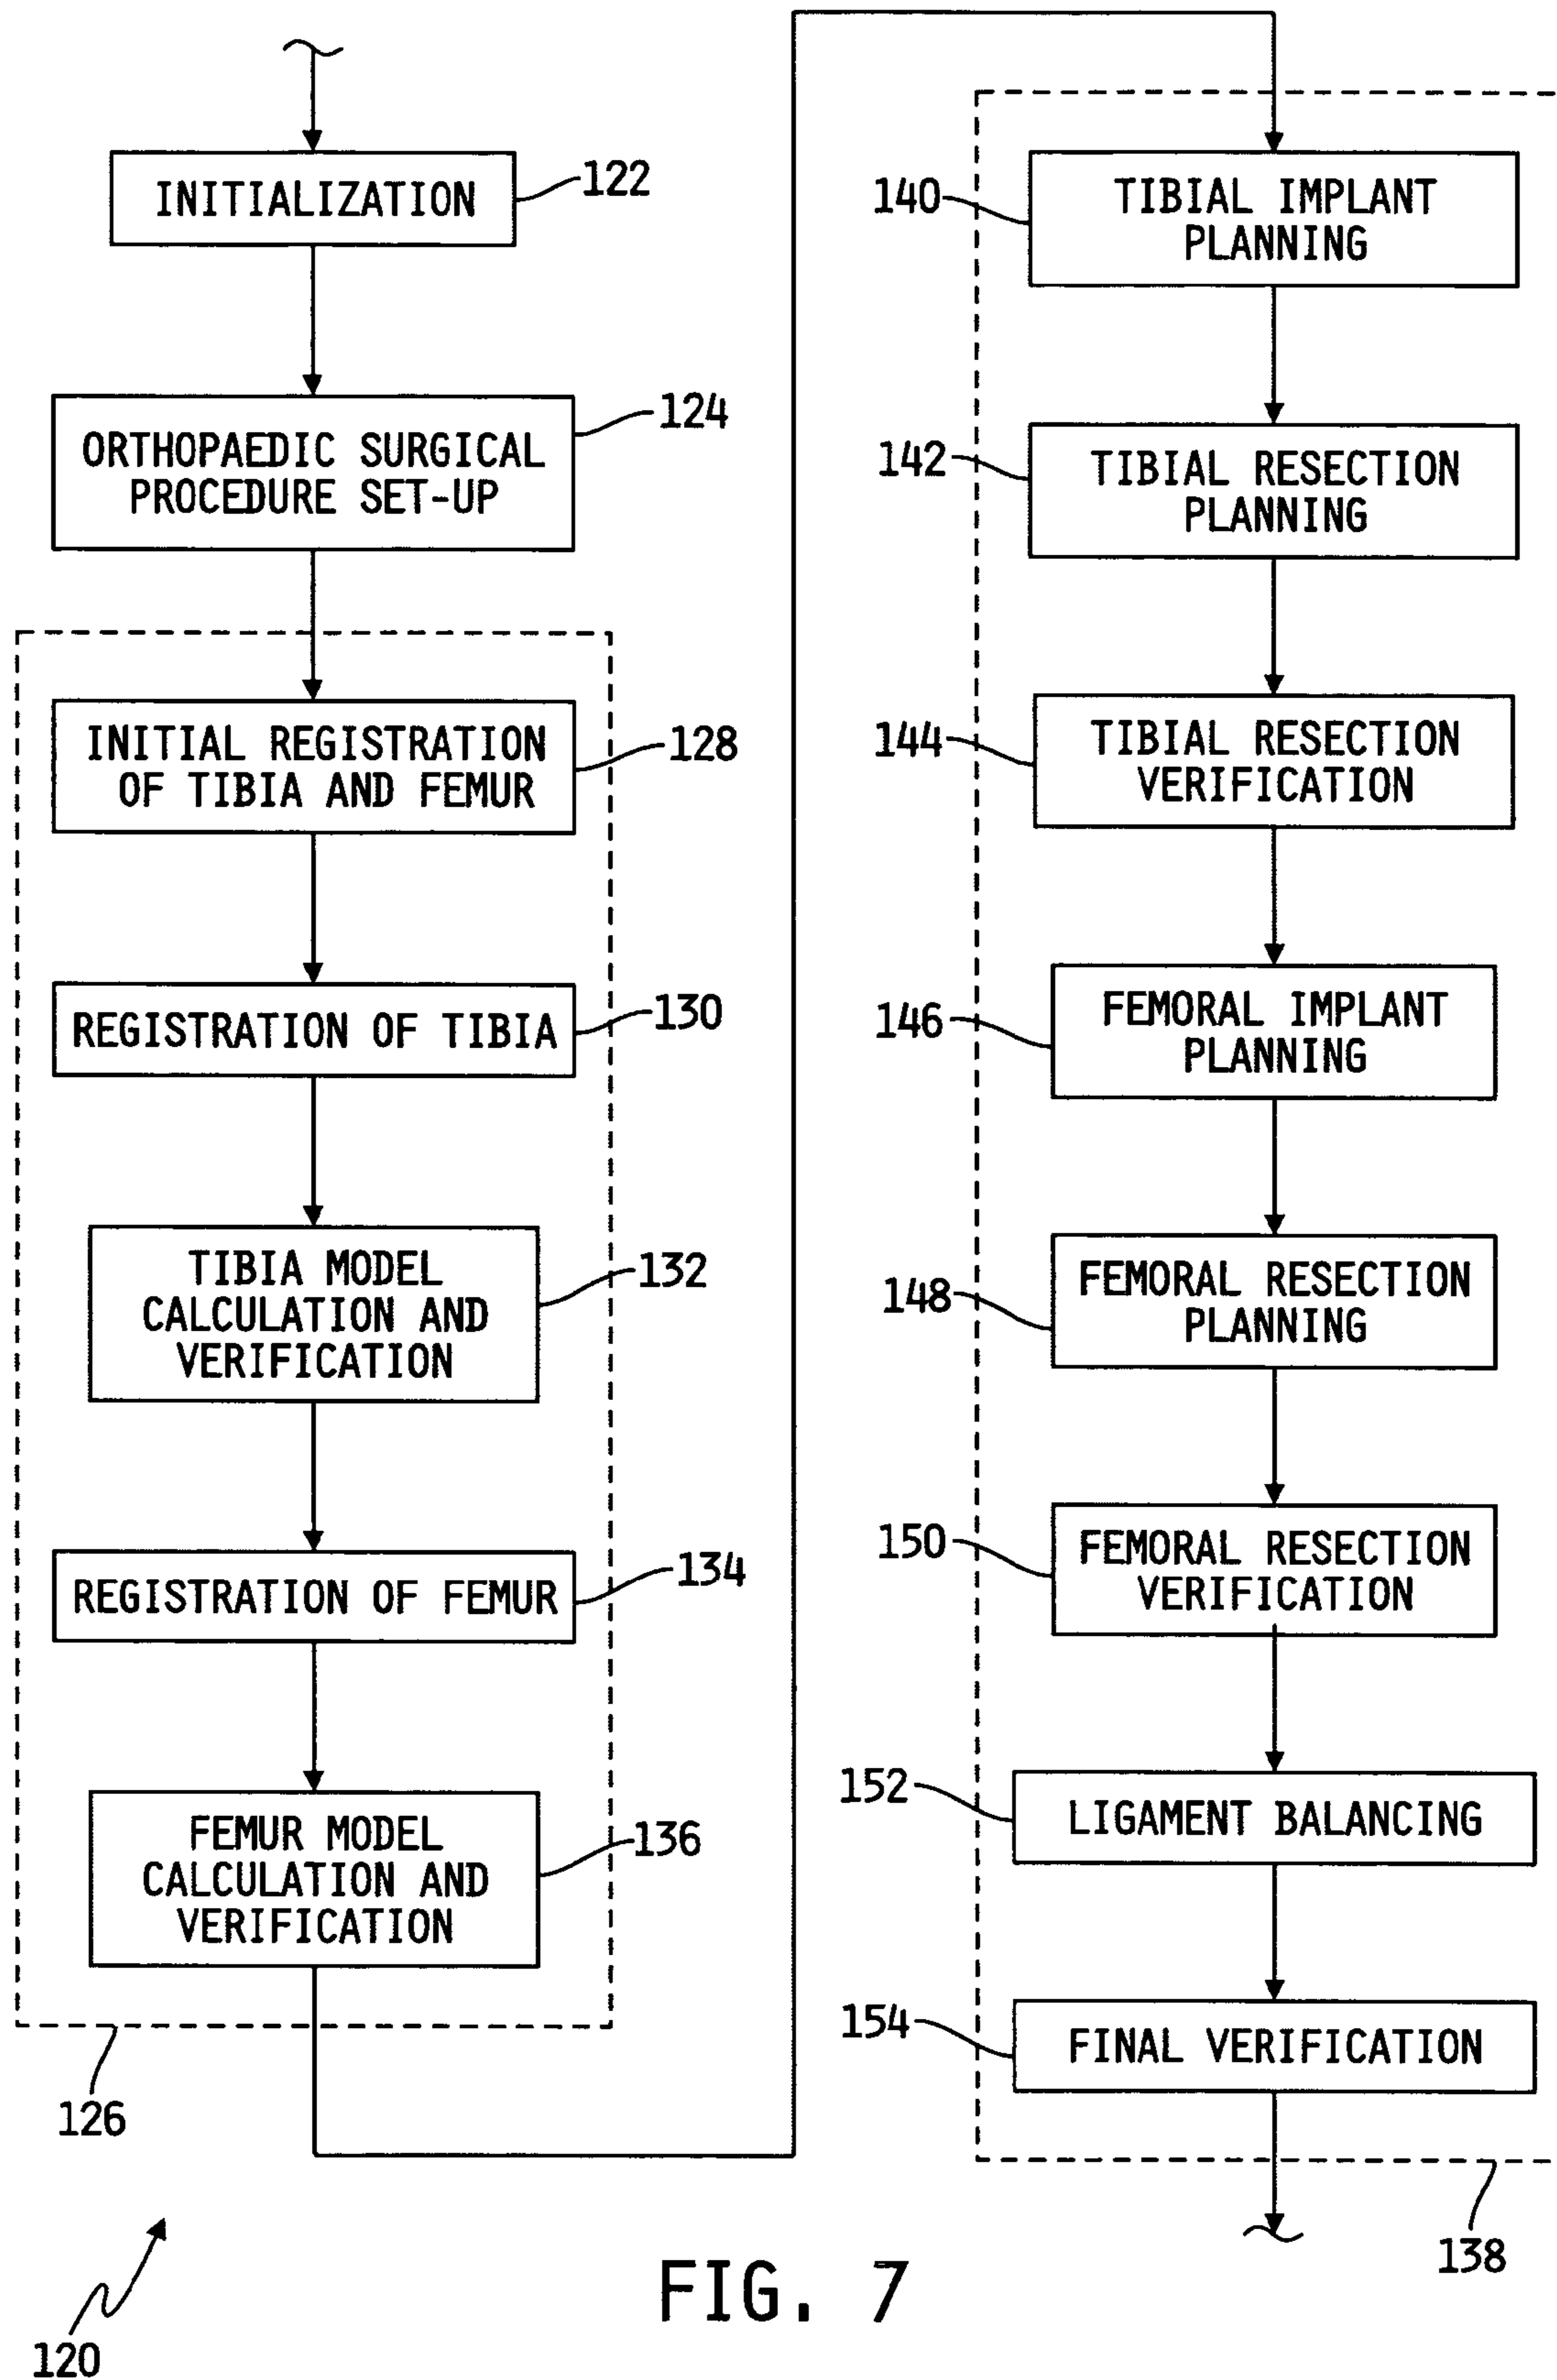 INITIALIZATION
122
ORTHOPAEDIC SURGICAL
PROCEDURE SET-UP
124
INITIAL REGISTRATION
OF TIBIA AND FEMUR
128
REGISTRATION OF TIBIA
130
TIBIA MODEL
CALCULATION AND
VERIFICATION
132
REGISTRATION OF FEMUR
134
FEMUR MODEL
CALCULATION AND
VERIFICATION
136
126
120
140
TIBIAL IMPLANT
PLANNING
142
TIBIAL RESECTION
PLANNING
144
TIBIAL RESECTION
VERIFICATION
146
FEMORAL IMPLANT
PLANNING
148
FEMORAL RESECTION
PLANNING
150
FEMORAL RESECTION
VERIFICATION
152
LIGAMENT BALANCING
154
FINAL VERIFICATION
138
FIG. 7